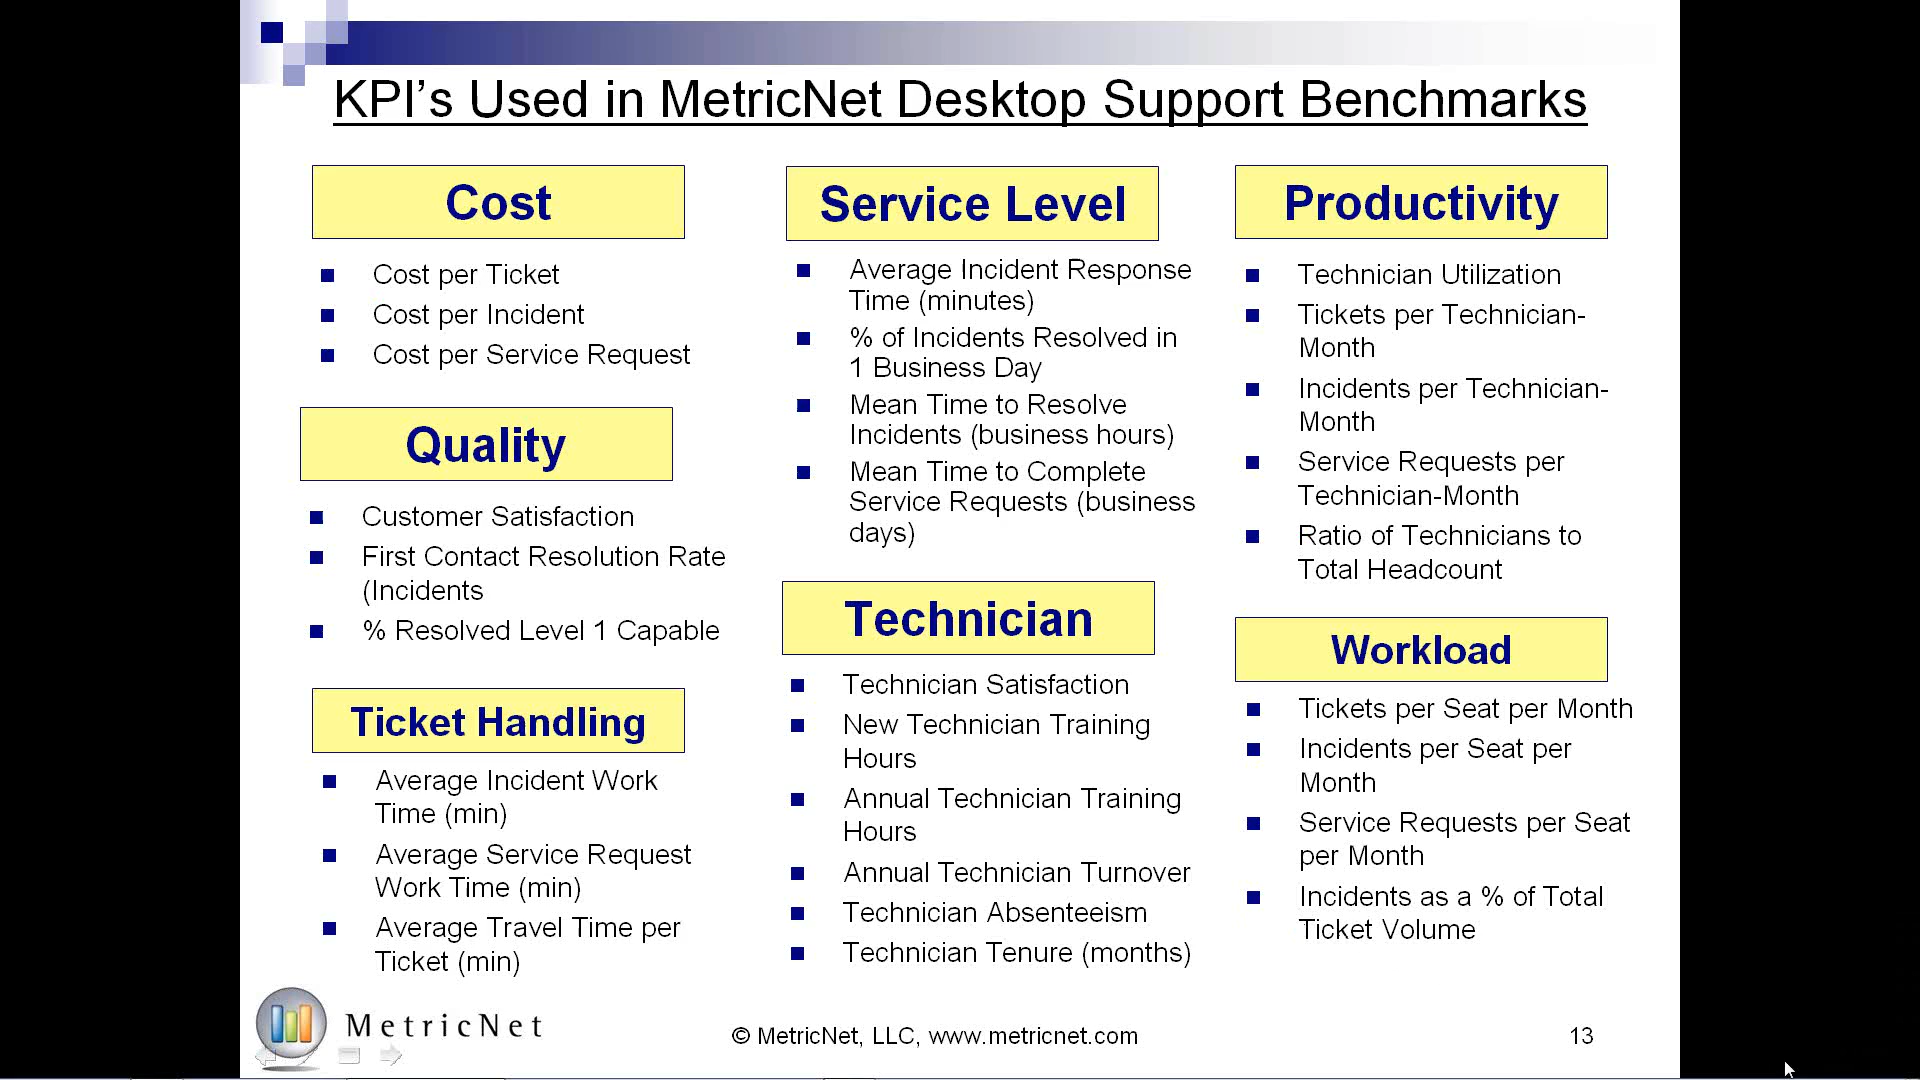 KPI’s Used in MetricNet Desktop Support Benchmarks
Cost
Cost per Ticket
Cost per Incident
Cost per Service Request
Quality
Customer Satisfaction
First Contact Resolution Rate
(Incidents
% Resolved Level 1 Capable
Ticket Handling
Average Incident Work
Time (min)
Average Service Request
Work Time (min)
Average Travel Time per
Ticket (min)
Service Level
Average Incident Response
Time (minutes)
% of Incidents Resolved in
1 Business Day
Mean Time to Resolve
Incidents (business hours)
Mean Time to Complete
Service Requests (business
days)
Technician
Technician Satisfaction
New Technician Training
Hours
Annual Technician Training
Hours
Annual Technician Turnover
Technician Absenteeism
Technician Tenure (months)
Productivity
Technician Utilization
Tickets per Technician-
Month
Incidents per Technician-
Month
Service Requests per
Technician-Month
Ratio of Technicians to
Total Headcount
Workload
Tickets per Seat per Month
Incidents per Seat per
Month
Service Requests per Seat
per Month
Incidents as a % of Total
Ticket Volume
MetricNet
© MetricNet, LLC, www.metricnet.com
13